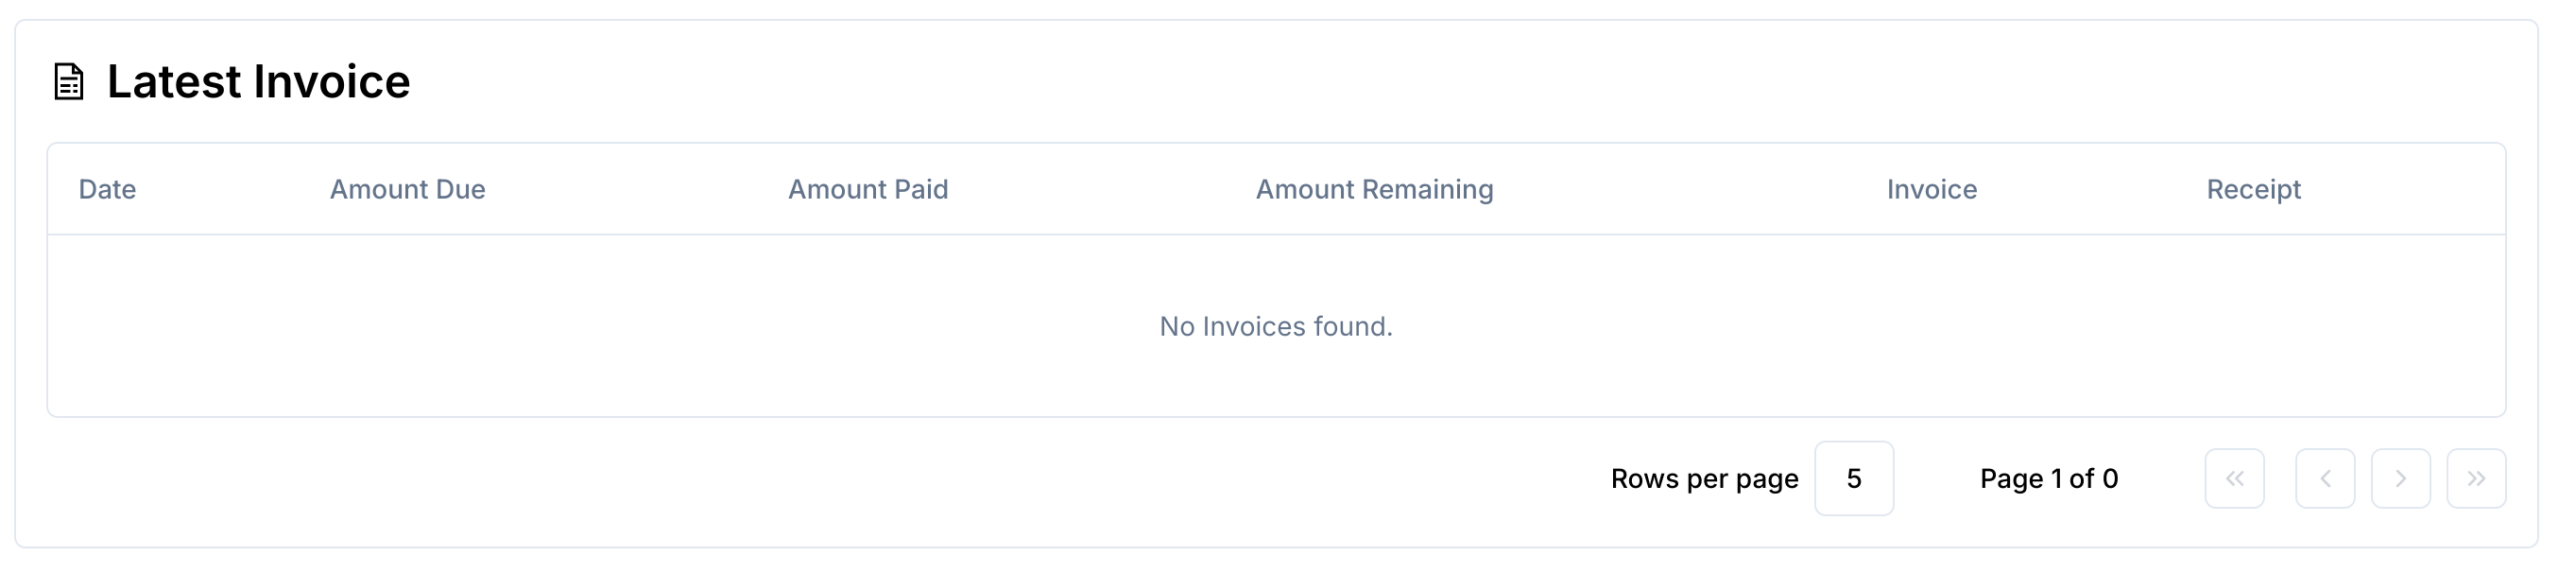 Latest Invoice
Date Amount Due Amount Paid Amount Remaining Invoice Receipt
No Invoices found.
Rows per page 5 Page 1 of 0